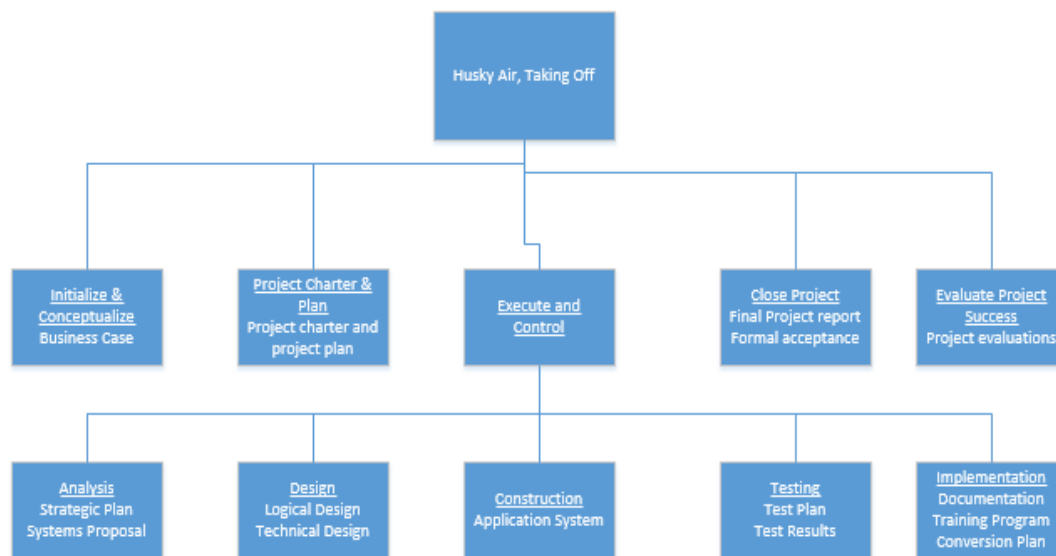 Husky Air, Taking Off
Initialize &
Conceptualize
Business Case
Project Charter &
Plan
Project charter and
project plan
Execute and
Control
Close Project
Final Project report
Formal acceptance
Evaluate Project
Success
Project evaluations
Analysis
Strategic Plan
Systems Proposal
Design
Logical Design
Technical Design
Construction
Application System
Testing
Test Plan
Test Results
Implementation
Documentation
Training Program
Conversion Plan